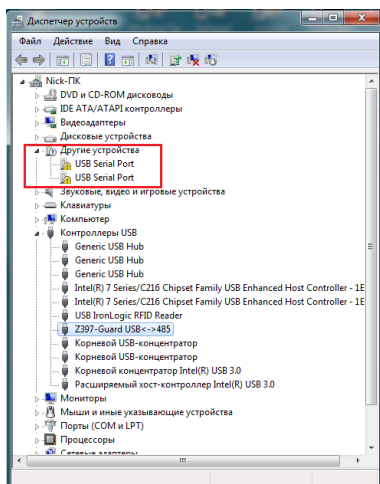 Диспетчер устройств
Файл Действие Вид Справка
Nick-ПК
DVD и CD-ROM дисководы
IDE ATA/ATAPI контроллеры
Видеоадаптеры
Дисковые устройства
Другие устройства
USB Serial Port
USB Serial Port
Звуковые, видео и игровые устройства
Клавиатуры
Компьютер
Контроллеры USB
Generic USB Hub
Generic USB Hub
Generic USB Hub
Intel(R) 7 Series/C216 Chipset Family USB Enhanced Host Controller - 1E
Intel(R) 7 Series/C216 Chipset Family USB Enhanced Host Controller - 1E
USB IronLogic RFID Reader
Z397-Guard USB<->485
Корневой USB-концентратор
Корневой USB-концентратор
Корневой концентратор Intel(R) USB 3.0
Расширяемый хост-контроллер Intel(R) USB 3.0
Мониторы
Мыши и иные указывающие устройства
Порты (COM и LPT)
Процессоры
Сетевые адаптеры